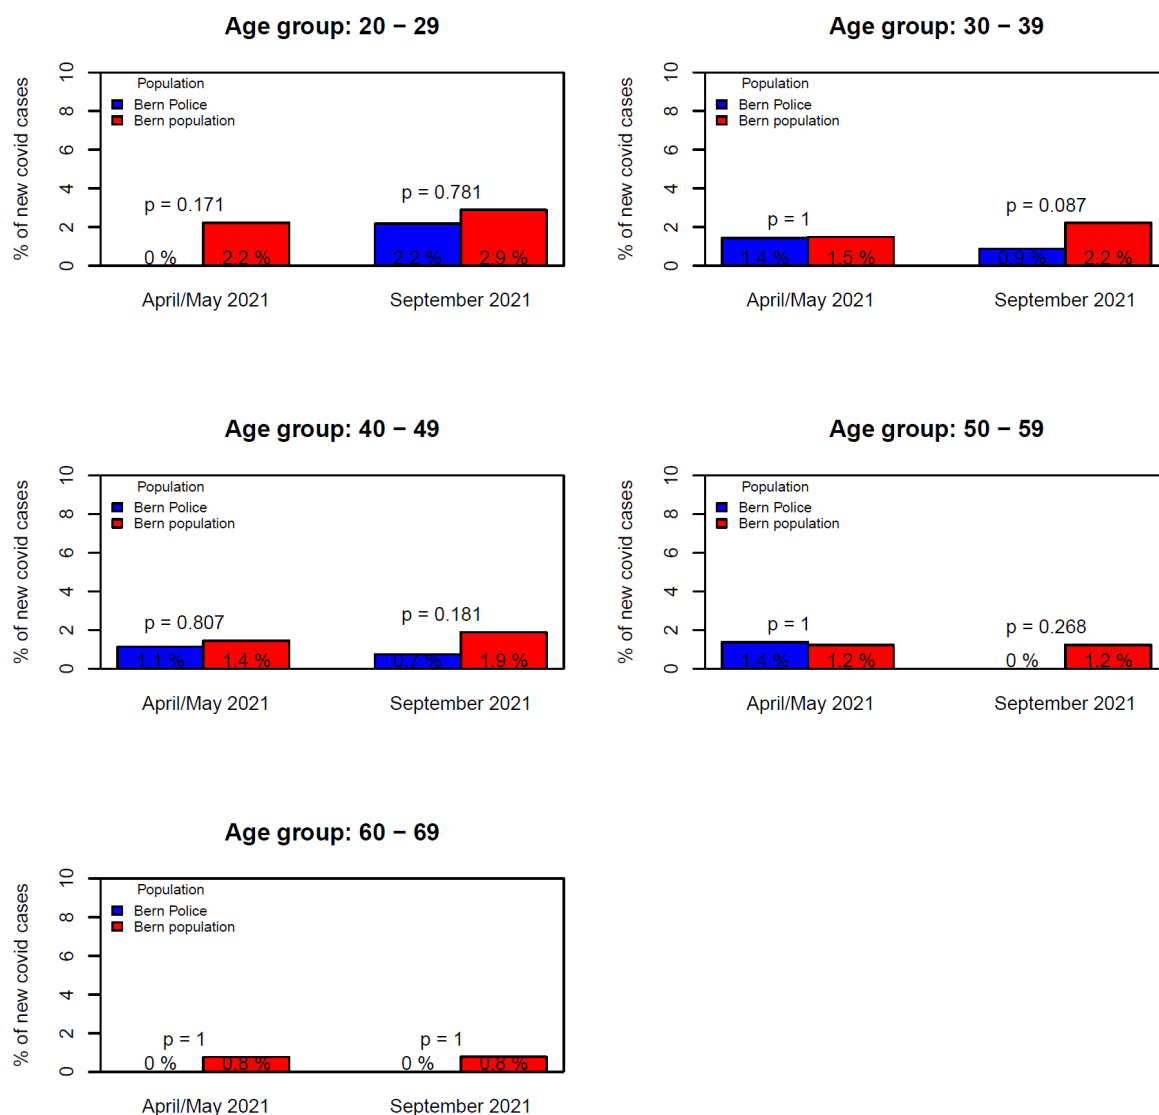 Age group: 20 − 29
% of new covid cases
10
8
6
4
2
0
Population
Bern Police
Bern population
p = 0.171
p = 0.781
0 %
2.2 %
2.2 %
2.9 %
April/May 2021
September 2021
Age group: 30 − 39
% of new covid cases
10
8
6
4
2
0
Population
Bern Police
Bern population
p = 1
p = 0.087
1.4 %
1.5 %
0.9 %
2.2 %
April/May 2021
September 2021
Age group: 40 − 49
% of new covid cases
10
8
6
4
2
0
Population
Bern Police
Bern population
p = 0.807
p = 0.181
1.1 %
1.4 %
0.7 %
1.9 %
April/May 2021
September 2021
Age group: 50 − 59
% of new covid cases
10
8
6
4
2
0
Population
Bern Police
Bern population
p = 1
p = 0.268
1.4 %
1.2 %
0 %
1.2 %
April/May 2021
September 2021
Age group: 60 − 69
% of new covid cases
10
8
6
4
2
0
Population
Bern Police
Bern population
p = 1
p = 1
0 %
0.8 %
0 %
0.8 %
April/May 2021
September 2021